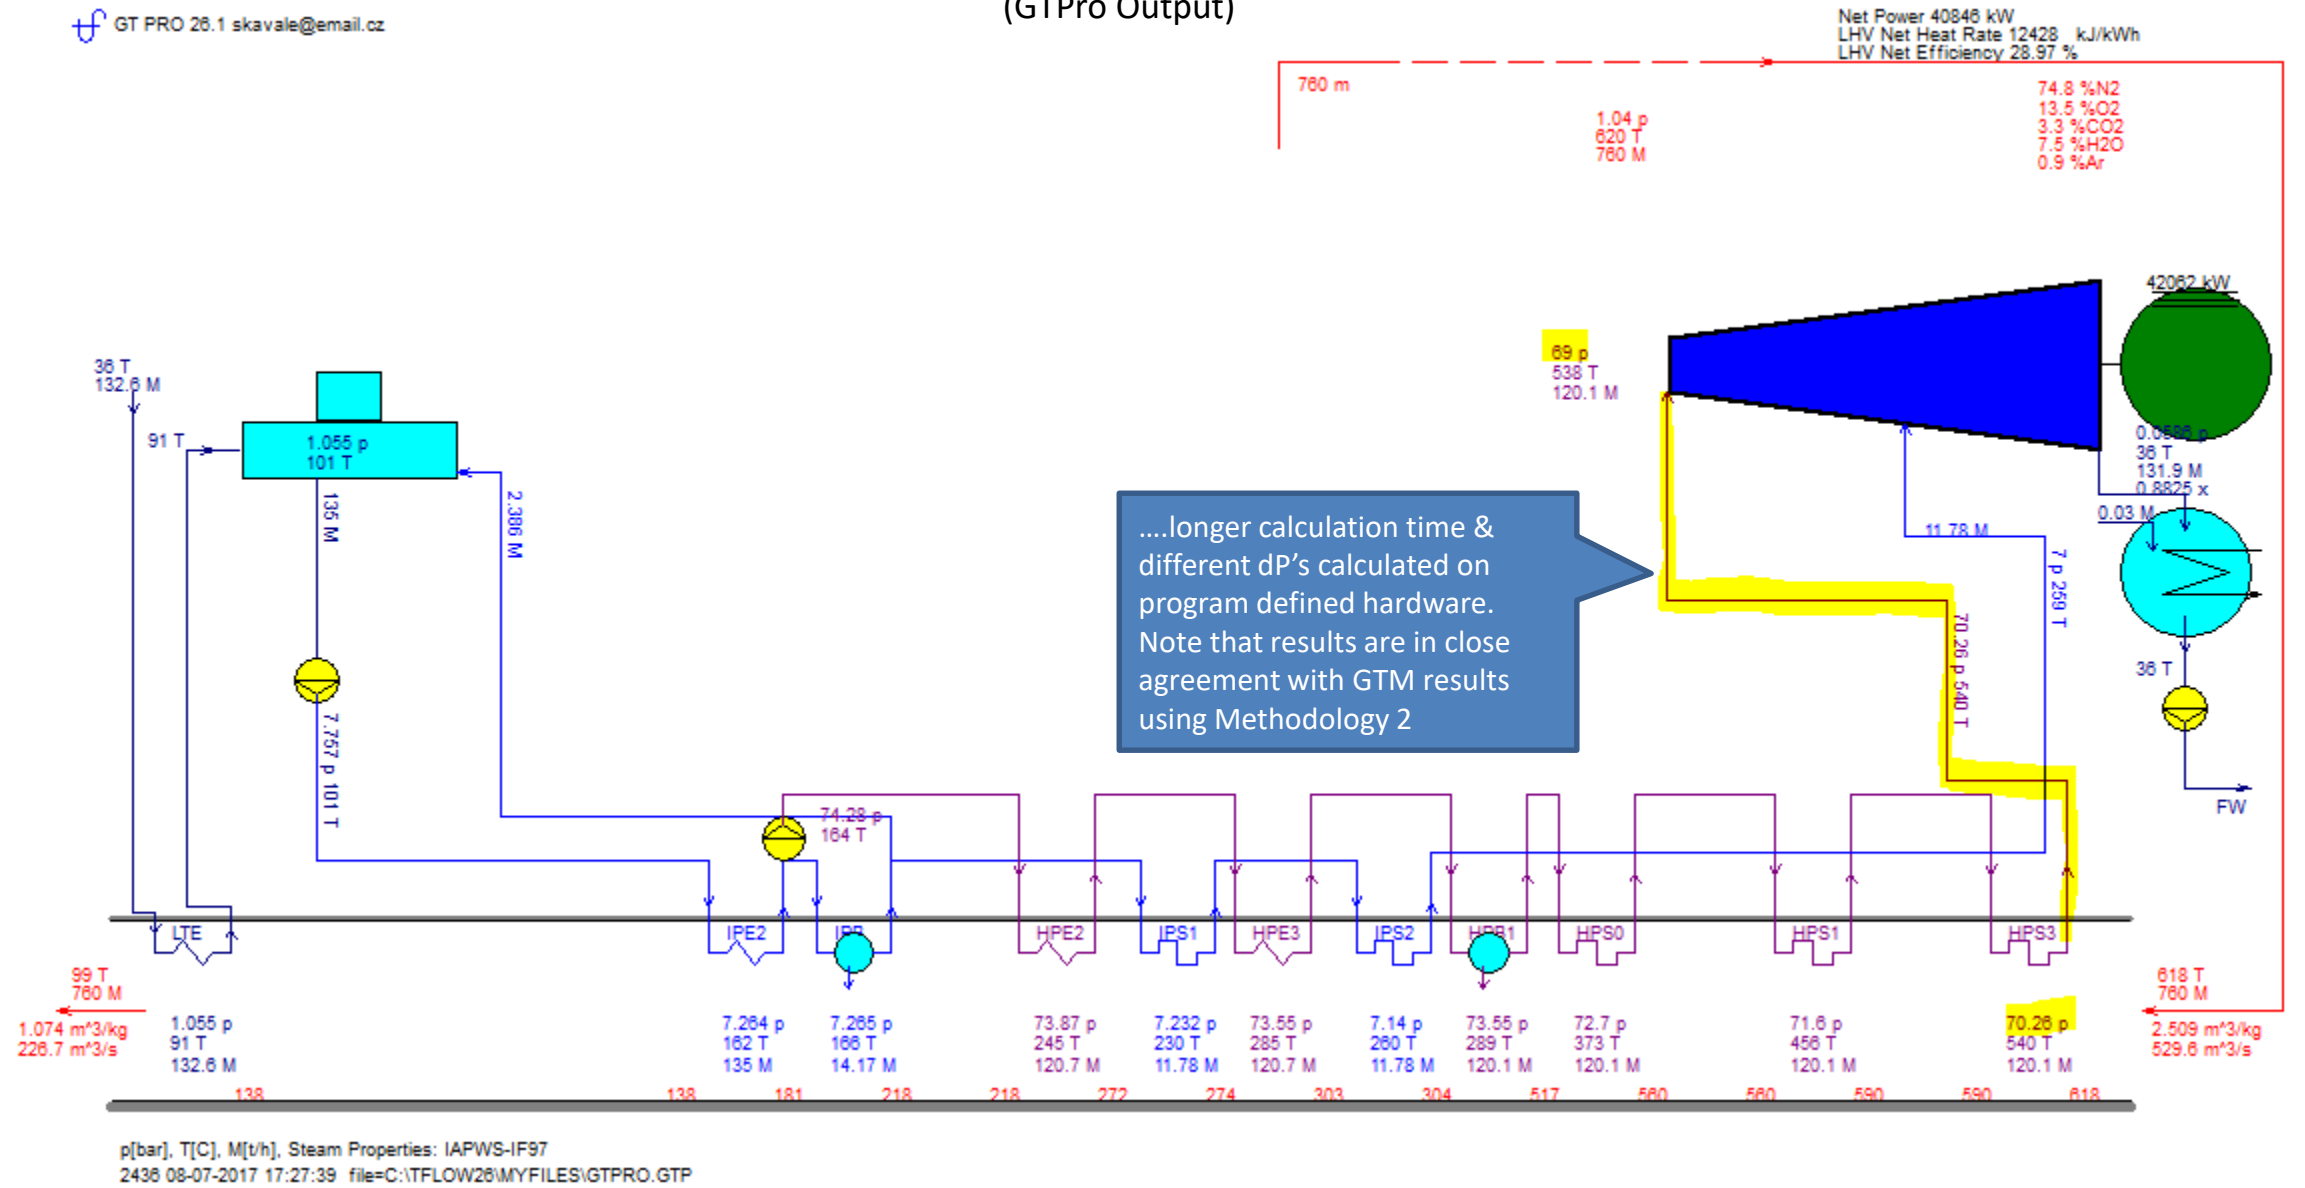 (GTPro Output)
GT PRO 26.1 skavale@email.cz
Net Power 40846 kW
LHV Net Heat Rate 12428 kJ/kWh
LHV Net Efficiency 28.97 %
760 m
1.04 p
620 T
760 M
74.8 %N2
13.5 %O2
3.3 %CO2
7.5 %H2O
0.9 %Ar
42062 kW
69 p
538 T
120.1 M
36 T
132.6 M
91 T
1.055 p
101 T
135 M
2.386 M
0.0586 p
36 T
131.9 M
0.8825 x
0.03 M
11.78 M
7 p 259 T
....longer calculation time &
different dP's calculated on
program defined hardware.
Note that results are in close
agreement with GTM results
using Methodology 2
70.26 p 540 T
36 T
7.757 p 101 T
74.28 p
164 T
FW
LTE
IPE2
IPB
HPE2
IPS1
HPE3
IPS2
HPB1
HPS0
HPS1
HPS3
99 T
760 M
1.074 m^3/kg
226.7 m^3/s
1.055 p
91 T
132.6 M
7.264 p
162 T
135 M
7.265 p
166 T
14.17 M
73.87 p
245 T
120.7 M
7.232 p
230 T
11.78 M
73.55 p
285 T
120.7 M
7.14 p
260 T
11.78 M
73.55 p
289 T
120.1 M
72.7 p
373 T
120.1 M
71.6 p
456 T
120.1 M
70.26 p
540 T
120.1 M
618 T
760 M
2.509 m^3/kg
529.6 m^3/s
138 138 181 218 218 272 274 303 304 517 560 560 590 590 618
p[bar], T[C], M[t/h], Steam Properties: IAPWS-IF97
2436 08-07-2017 17:27:39 file=C:\TFLOW26\MYFILES\GTPRO.GTP